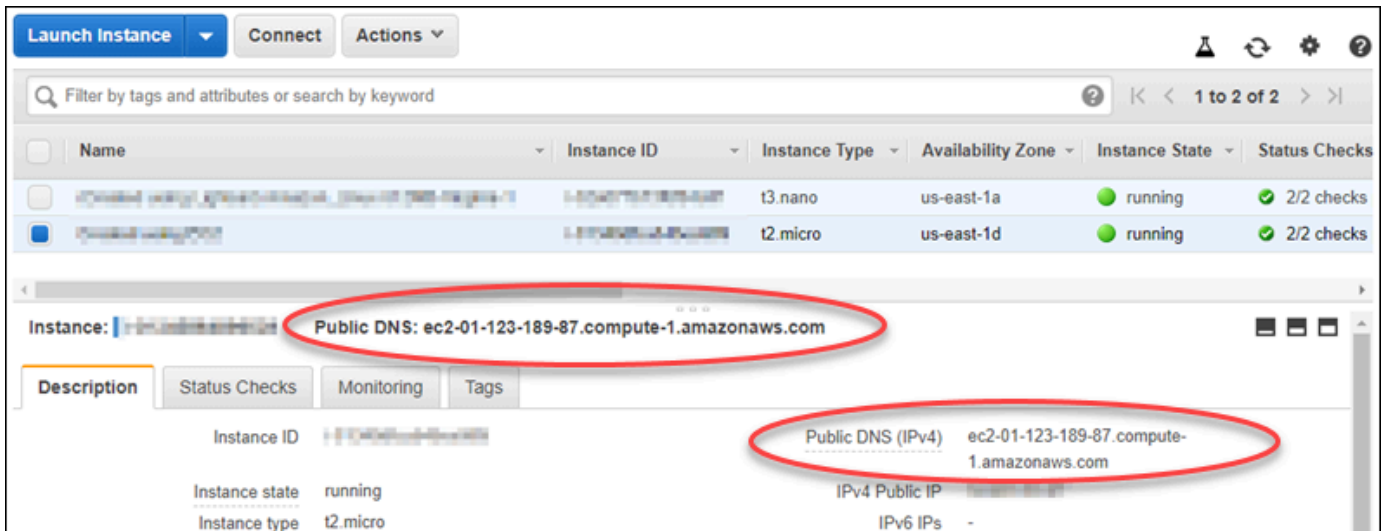 Launch Instance Connect Actions
Filter by tags and attributes or search by keyword 1 to 2 of 2
Name Instance ID Instance Type Availability Zone Instance State Status Checks
t3.nano us-east-1a running 2/2 checks
t2.micro us-east-1d running 2/2 checks
Instance: Public DNS: ec2-01-123-189-87.compute-1.amazonaws.com
Description Status Checks Monitoring Tags
Instance ID Public DNS (IPv4) ec2-01-123-189-87.compute-
1.amazonaws.com
Instance state running IPv4 Public IP
Instance type t2.micro IPv6 IPs -